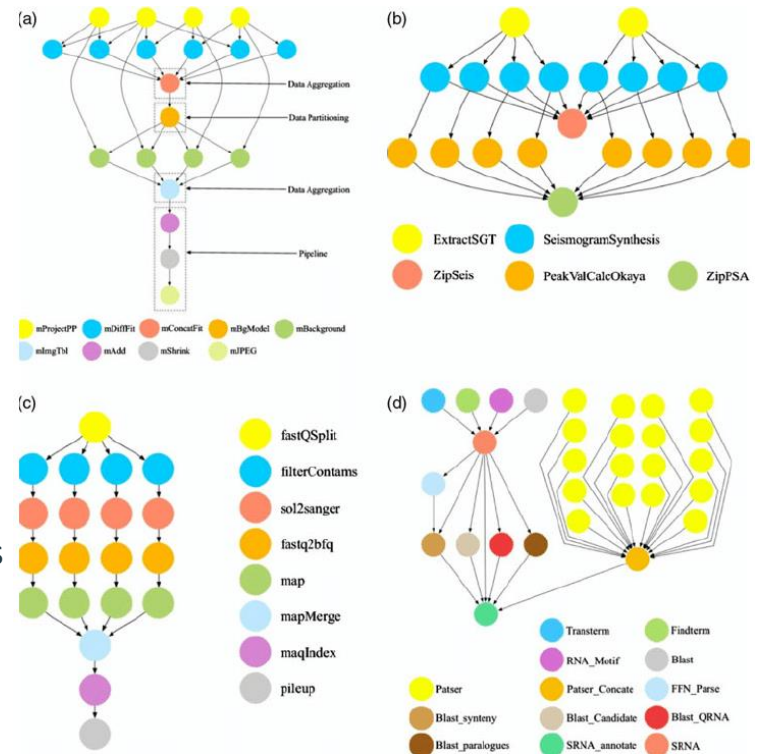 (a)
Data Aggregation
Data Partitioning
Data Aggregation
Pipeline
mProjectPP mDiffFit mConcatFit mBgModel mBackground
mImgTbl mAdd mShrink mJPEG
(b)
ExtractSGT SeismogramSynthesis
ZipSeis PeakValCalcOkaya ZipPSA
(c)
fastQSplit
filterContams
sol2sanger
fastq2bfq
map
mapMerge
maqIndex
pileup
s
(d)
Transterm Findterm
RNA_Motif Blast
Patser Patser_Concate FFN_Parse
Blast_synteny Blast_Candidate Blast_QRNA
Blast_paralogues SRNA_annotate SRNA